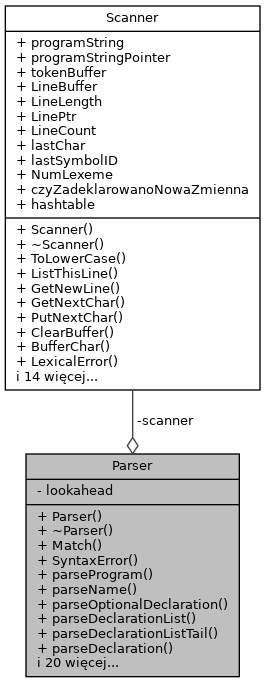 Scanner
+ programString
+ programStringPointer
+ tokenBuffer
+ LineBuffer
+ LineLength
+ LinePtr
+ LineCount
+ lastChar
+ lastSymbolID
+ NumLexeme
+ czyZadeklarowanoNowaZmienna
+ hashtable
+ Scanner()
+ ~Scanner()
+ ToLowerCase()
+ ListThisLine()
+ GetNewLine()
+ GetNextChar()
+ PutNextChar()
+ ClearBuffer()
+ BufferChar()
+ LexicalError()
i 14 więcej...
-scanner
Parser
- lookahead
+ Parser()
+ ~Parser()
+ Match()
+ SyntaxError()
+ parseProgram()
+ parseName()
+ parseOptionalDeclaration()
+ parseDeclarationList()
+ parseDeclarationListTail()
+ parseDeclaration()
i 20 więcej...